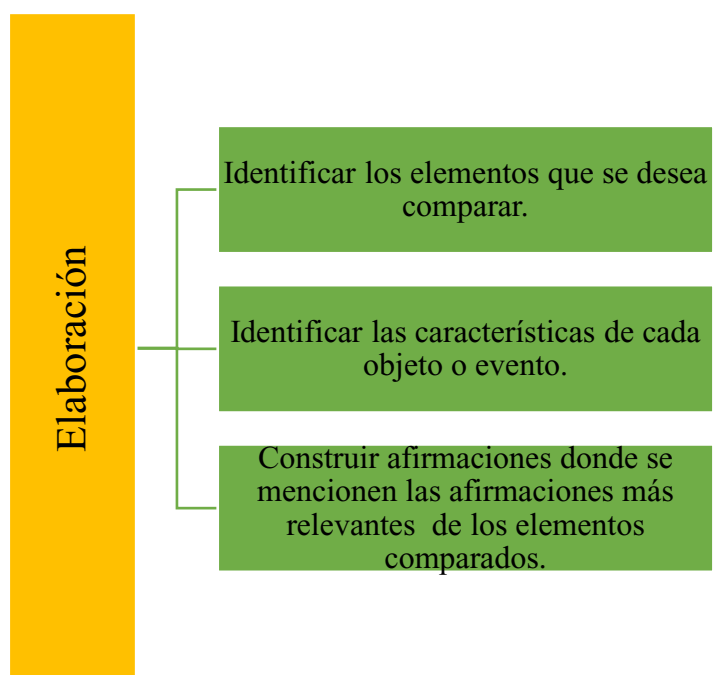 Elaboración
Identificar los elementos que se desea
comparar.
Identificar las características de cada
objeto o evento.
Construir afirmaciones donde se
mencionen las afirmaciones más
relevantes de los elementos
comparados.